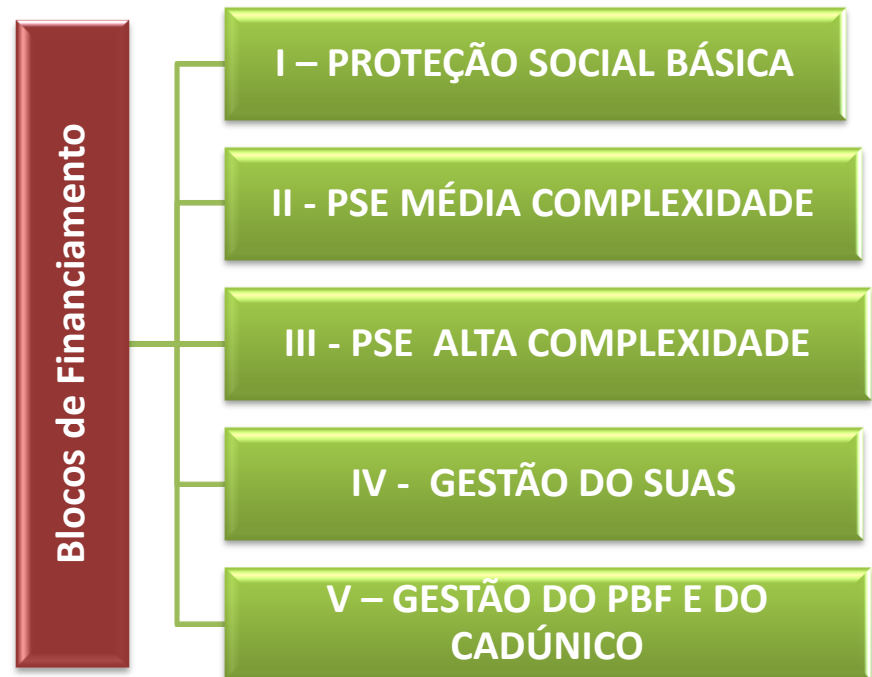 Blocos de Financiamento
I – PROTEÇÃO SOCIAL BÁSICA
II - PSE MÉDIA COMPLEXIDADE
III - PSE  ALTA COMPLEXIDADE
IV -  GESTÃO DO SUAS
V – GESTÃO DO PBF E DO
CADÚNICO